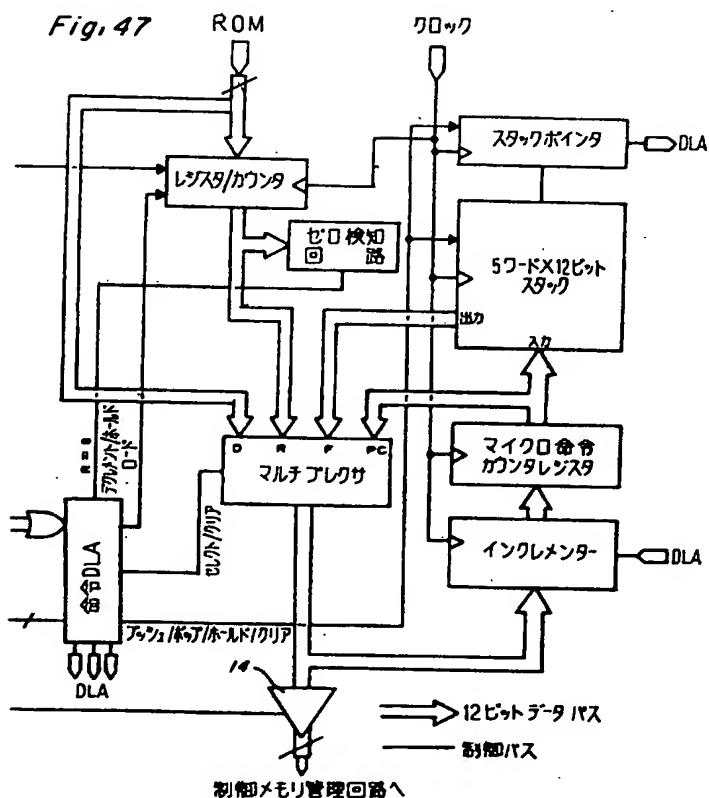 Fig. 47
ROM
クロック
スタックポインタ
DLA
レジスタ/カウンタ
ゼロ検知
回 路
5ワード×12ビット
スタック
出力
入力
D R F PC
マルチプレクサ
マイクロ命令
カウンタレジスタ
インクレメンター
DLA
R=0
デクレメント/ホールド
ロード
セレクト/クリア
命令DLA
プッシュ/ポップ/ホールド/クリア
DLA
14
12ビットデータバス
制御バス
制御メモリ管理回路へ